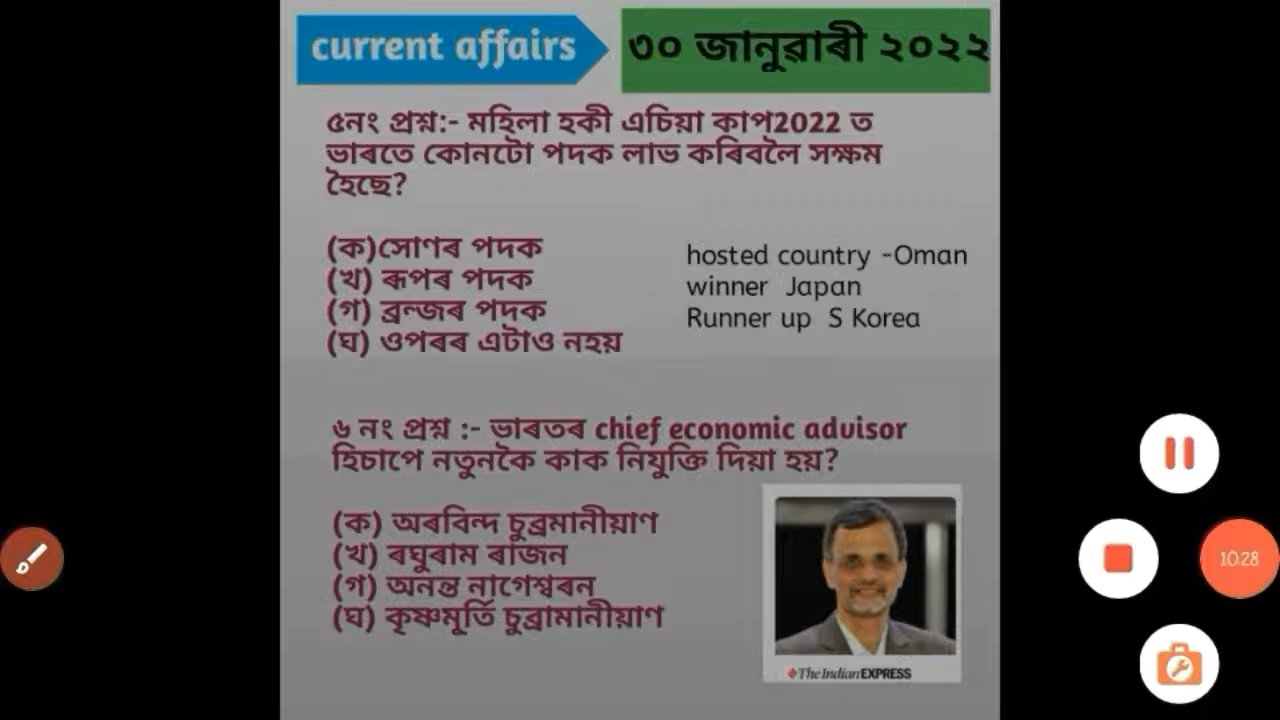 current affairs
৩০ জানুৱাৰী ২০২২
৫নং প্ৰশ্ন:- মহিলা হকী এচিয়া কাপ2022 ত
ভাৰতে কোনটো পদক লাভ কৰিবলৈ সক্ষম
হৈছে?
(ক)সোণৰ পদক
(খ) ৰূপৰ পদক
(গ) ব্ৰন্জৰ পদক
(ঘ) ওপৰৰ এটাও নহয়
hosted country -Oman
winner Japan
Runner up S Korea
৬ নং প্ৰশ্ন :- ভাৰতৰ chief economic advisor
হিচাপে নতুনকৈ কাক নিযুক্তি দিয়া হয়?
(ক) অৰবিন্দ চুব্ৰমানীয়াণ
(খ) ৰঘুৰাম ৰাজন
(গ) অনন্ত নাগেশ্বৰন
(ঘ) কৃষ্ণমূৰ্তি চুব্ৰামানীয়াণ
The Indian EXPRESS
10:28